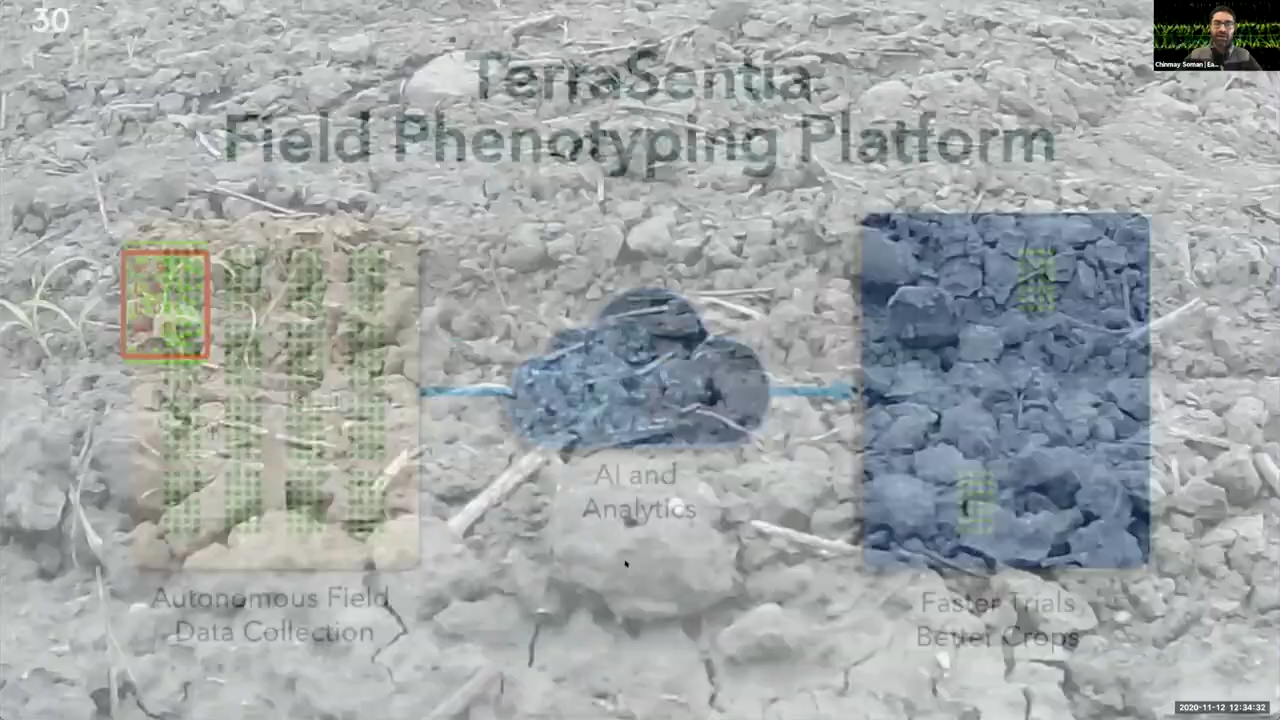 30
TerraSentia
Field Phenotyping Platform
Chinmay Soman | Ea...
AI and
Analytics
Autonomous Field
Data Collection
Faster Trials
Better Crops
2020-11-12 12:34:32